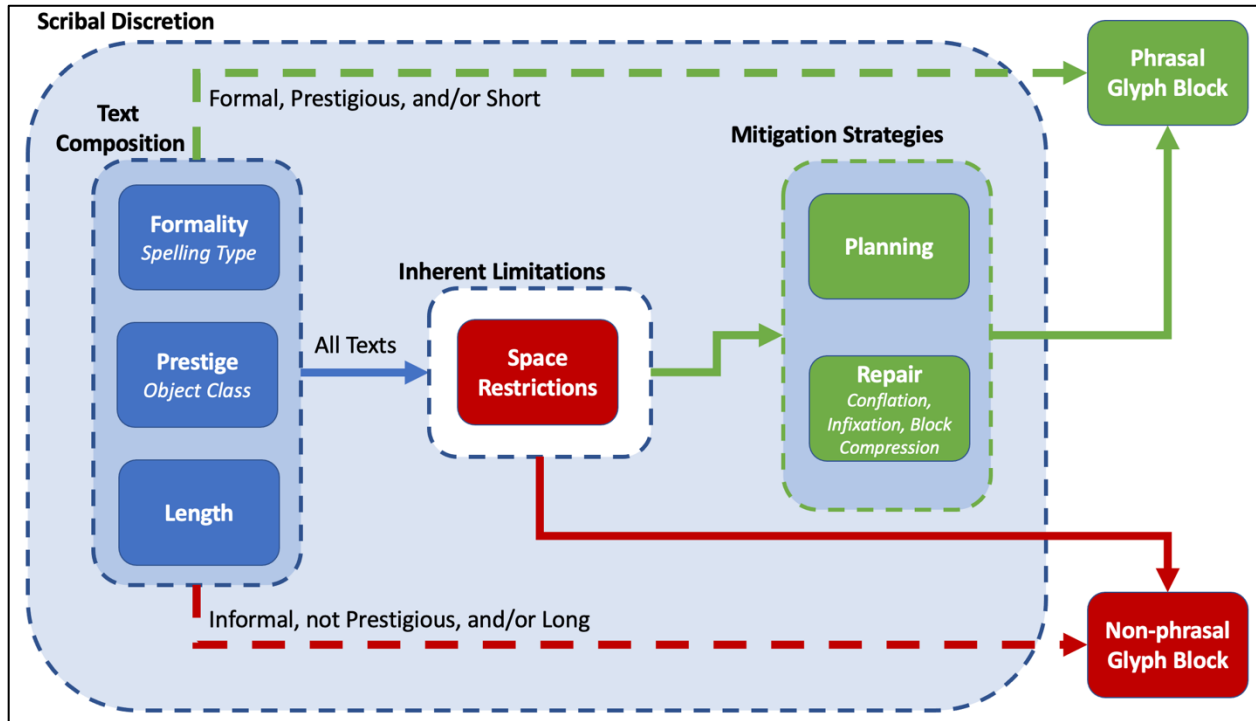 Scribal Discretion
Formal, Prestigious, and/or Short
Phrasal
Glyph Block
Text
Composition
Formality
Spelling Type
Prestige
Object Class
Length
All Texts
Inherent Limitations
Space
Restrictions
Mitigation Strategies
Planning
Repair
Conflation,
Infixation, Block
Compression
Informal, not Prestigious, and/or Long
Non-phrasal
Glyph Block